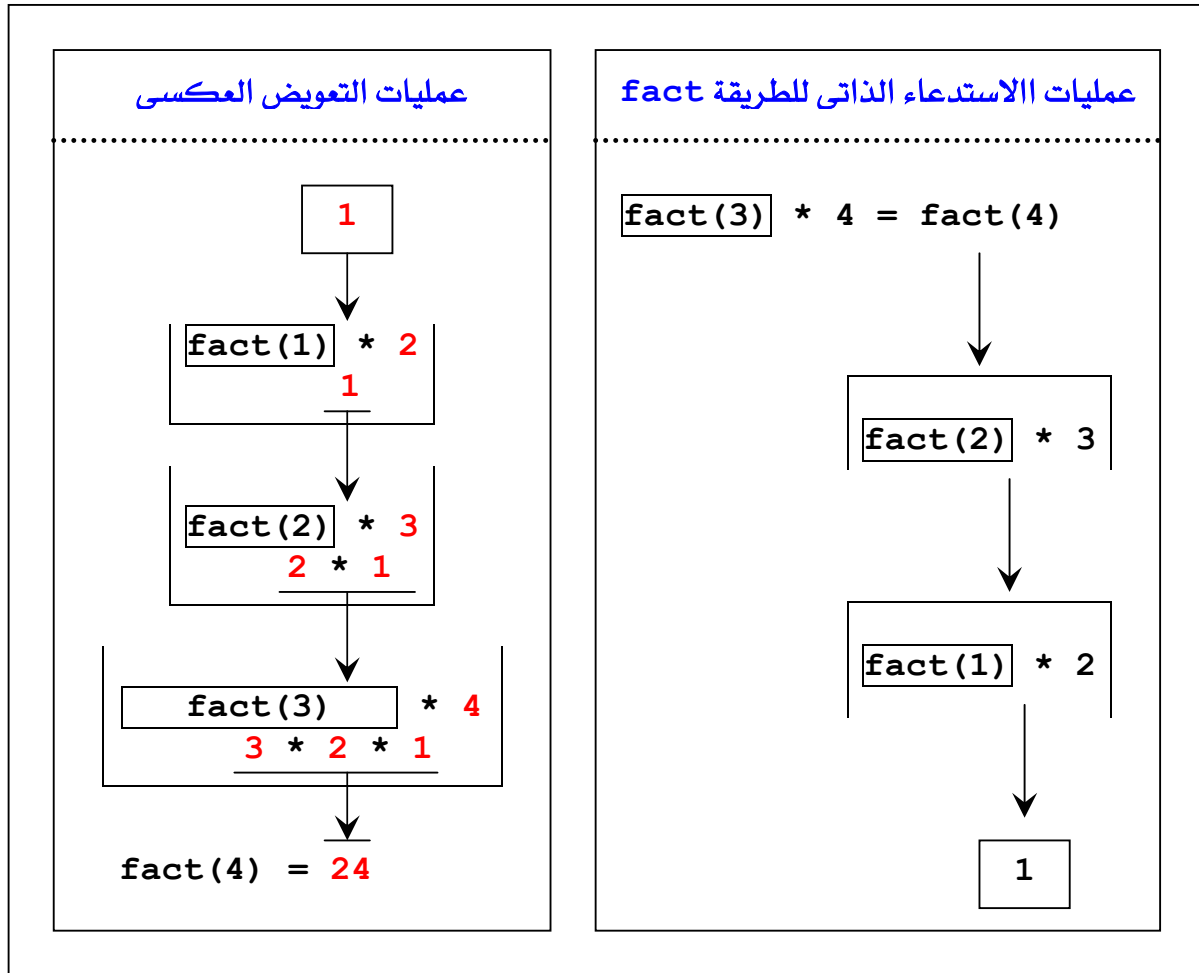 عمليات االاستدعاء الذاتى للطريقة fact
fact(3) * 4 = fact(4)
fact(2) * 3
fact(1) * 2
1
عمليات التعويض العكسى
1
fact(1) * 2
1
fact(2) * 3
2 * 1
fact(3) * 4
3 * 2 * 1
fact(4) = 24